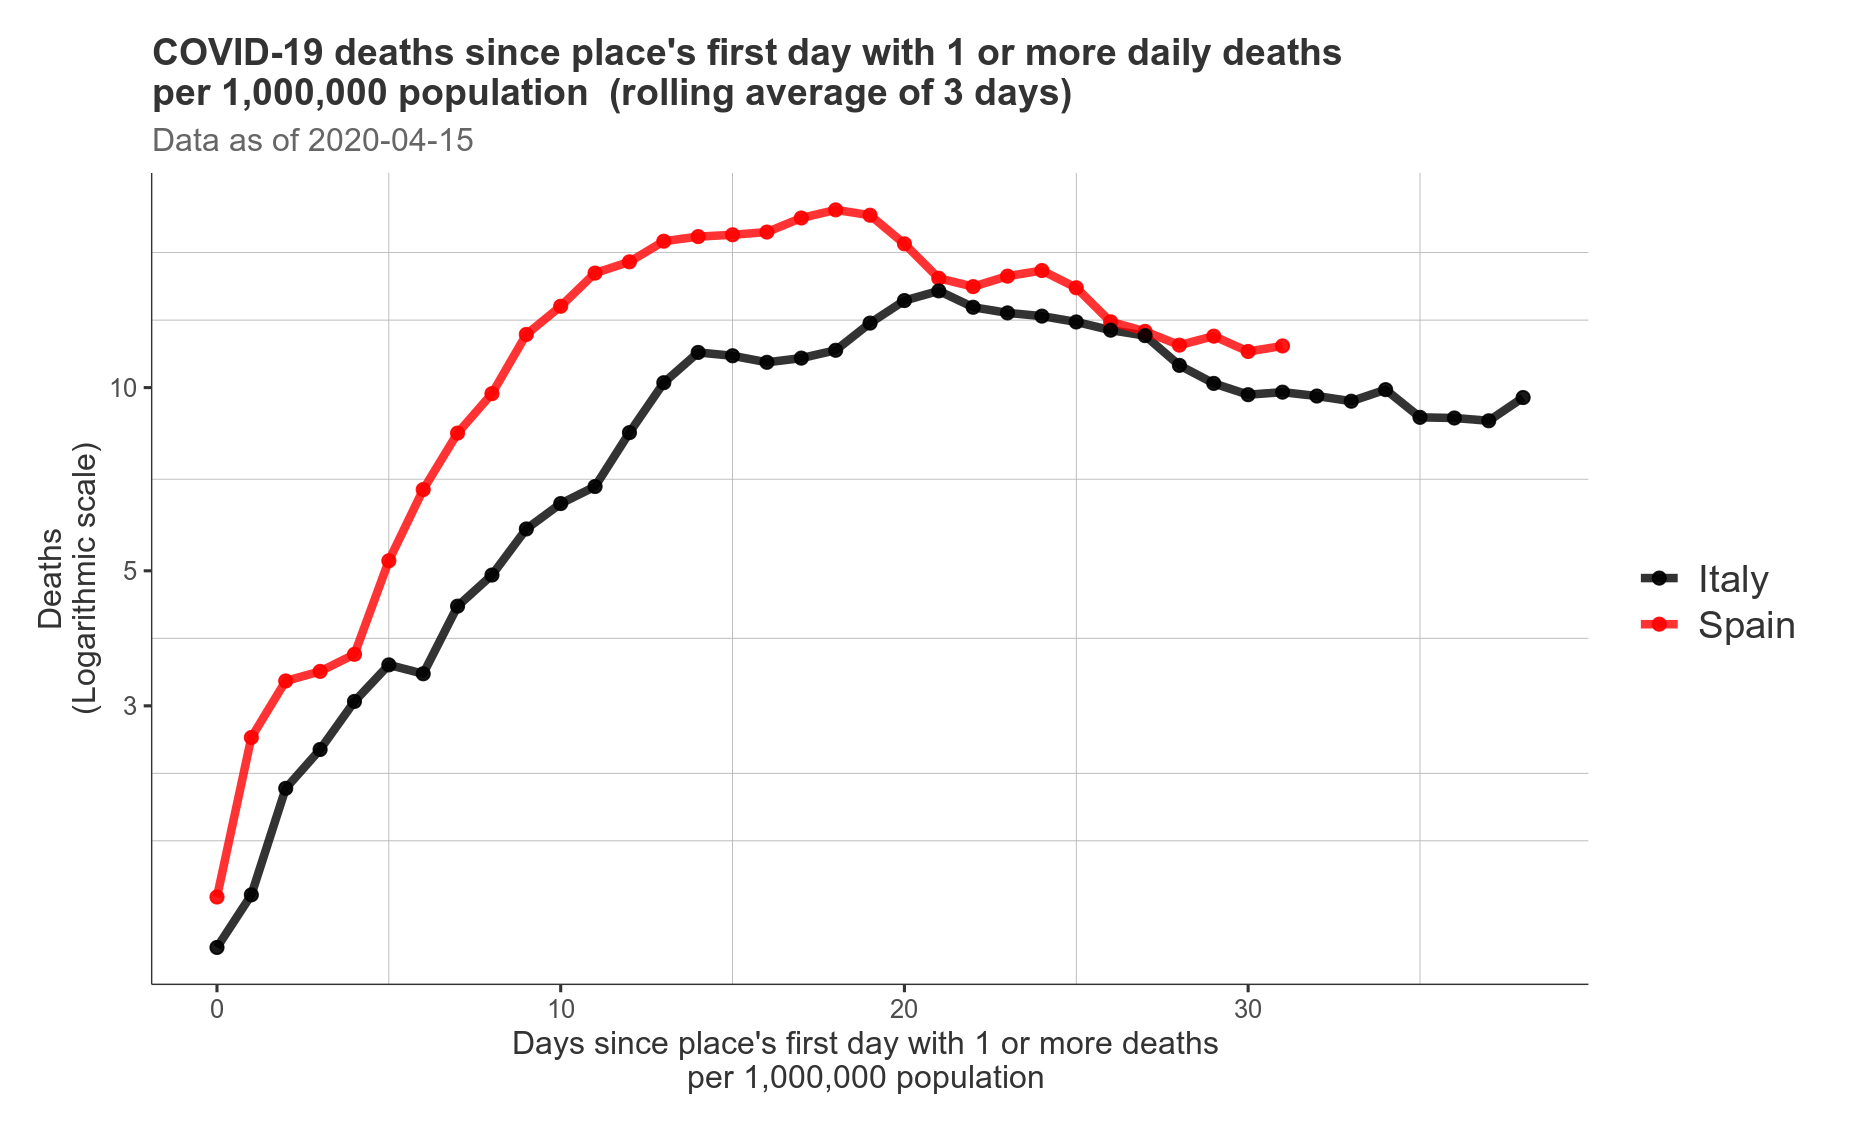 COVID-19 deaths since place's first day with 1 or more daily deaths
per 1,000,000 population  (rolling average of 3 days)
Data as of 2020-04-15
Deaths
(Logarithmic scale)
10
5
3
0
10
20
30
Days since place's first day with 1 or more deaths
per 1,000,000 population
Italy
Spain